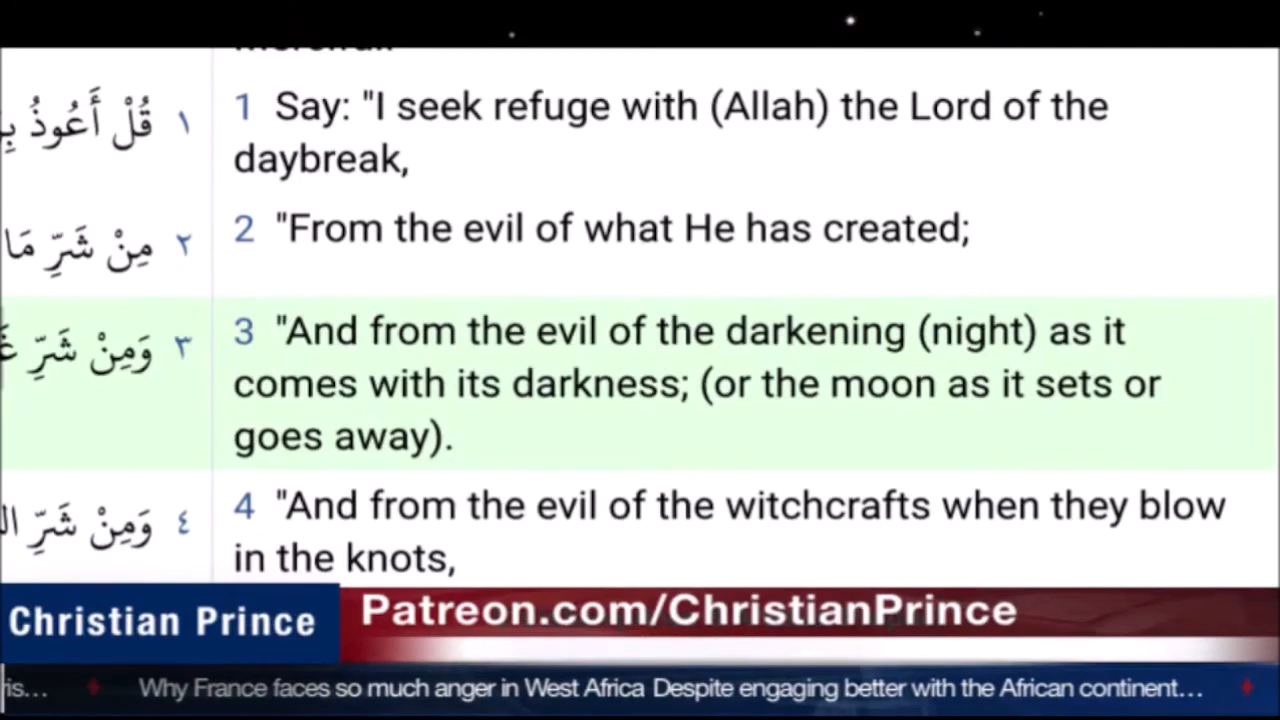 قُلْ أَعُوذُ ١
1 Say: "I seek refuge with (Allah) the Lord of the
daybreak,
مِنْ شَرِّ مَا ٢
2 "From the evil of what He has created;
وَمِنْ شَرِّ ٣
3 "And from the evil of the darkening (night) as it
comes with its darkness; (or the moon as it sets or
goes away).
وَمِنْ شَرِّ ٤
4 "And from the evil of the witchcrafts when they blow
in the knots,
Christian Prince
Patreon.com/ChristianPrince
is... Why France faces so much anger in West Africa Despite engaging better with the African continent...